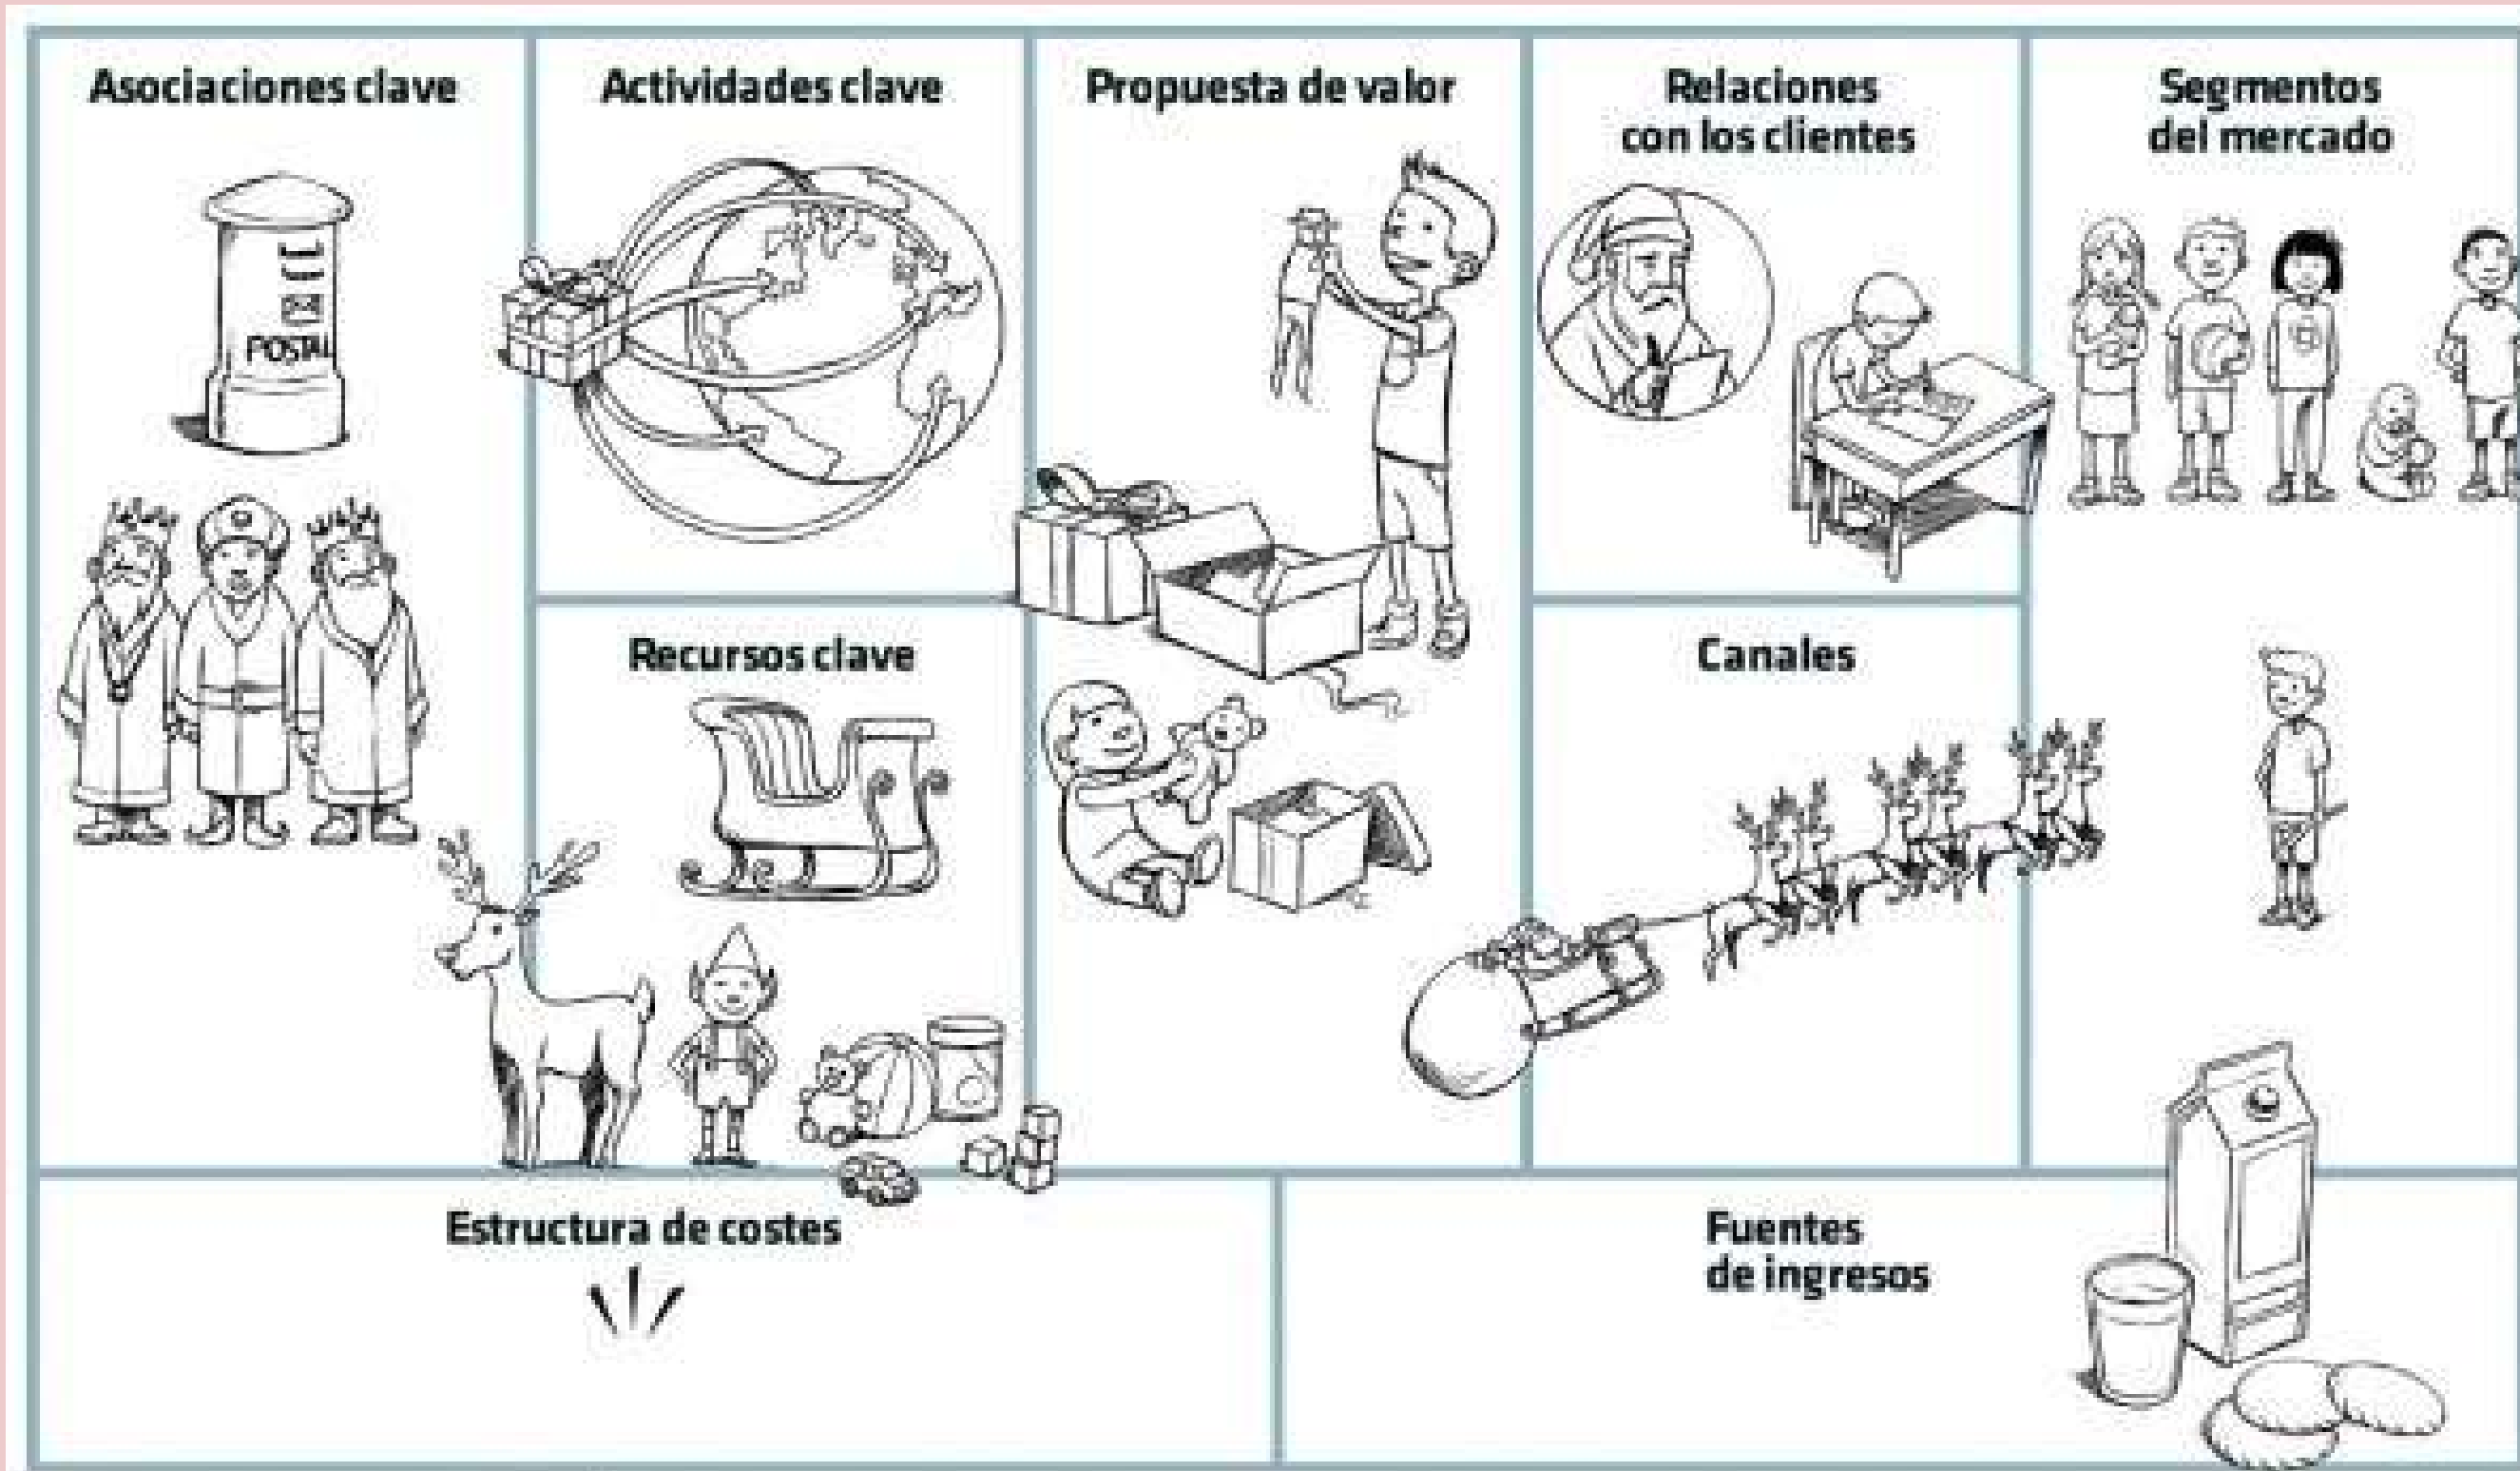 Asociaciones clave
POSTAL
Actividades clave
Recursos clave
Propuesta de valor
Relaciones
con los clientes
Canales
Segmentos
del mercado
Estructura de costes
Fuentes
de ingresos